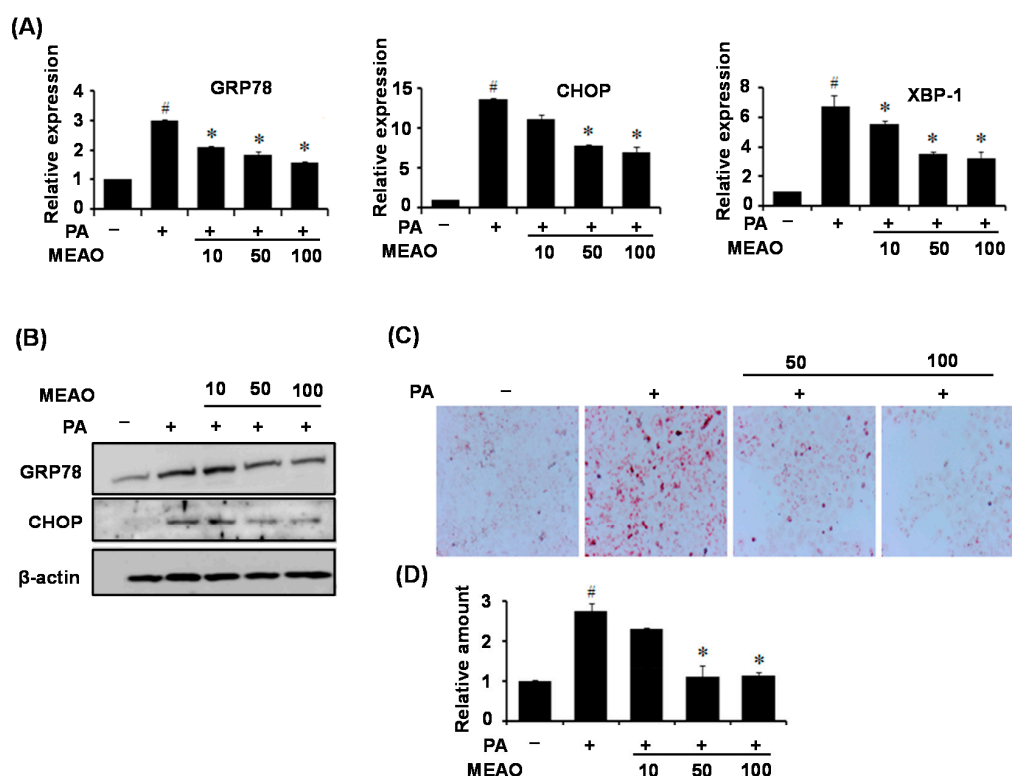 (A)
GRP78
Relative expression
4
3
2
1
0
#
*
*
*
PA – + + + +
MEAO 10 50 100
CHOP
Relative expression
15
10
5
0
#
*
*
PA – + + + +
MEAO 10 50 100
XBP-1
Relative expression
8
6
4
2
0
#
*
*
*
PA – + + + +
MEAO 10 50 100
(B)
MEAO 10 50 100
PA – + + + +
GRP78
CHOP
β-actin
(C)
50 100
PA – + + +
(D)
Relative amount
3
2
1
0
#
*
*
PA – + + + +
MEAO 10 50 100